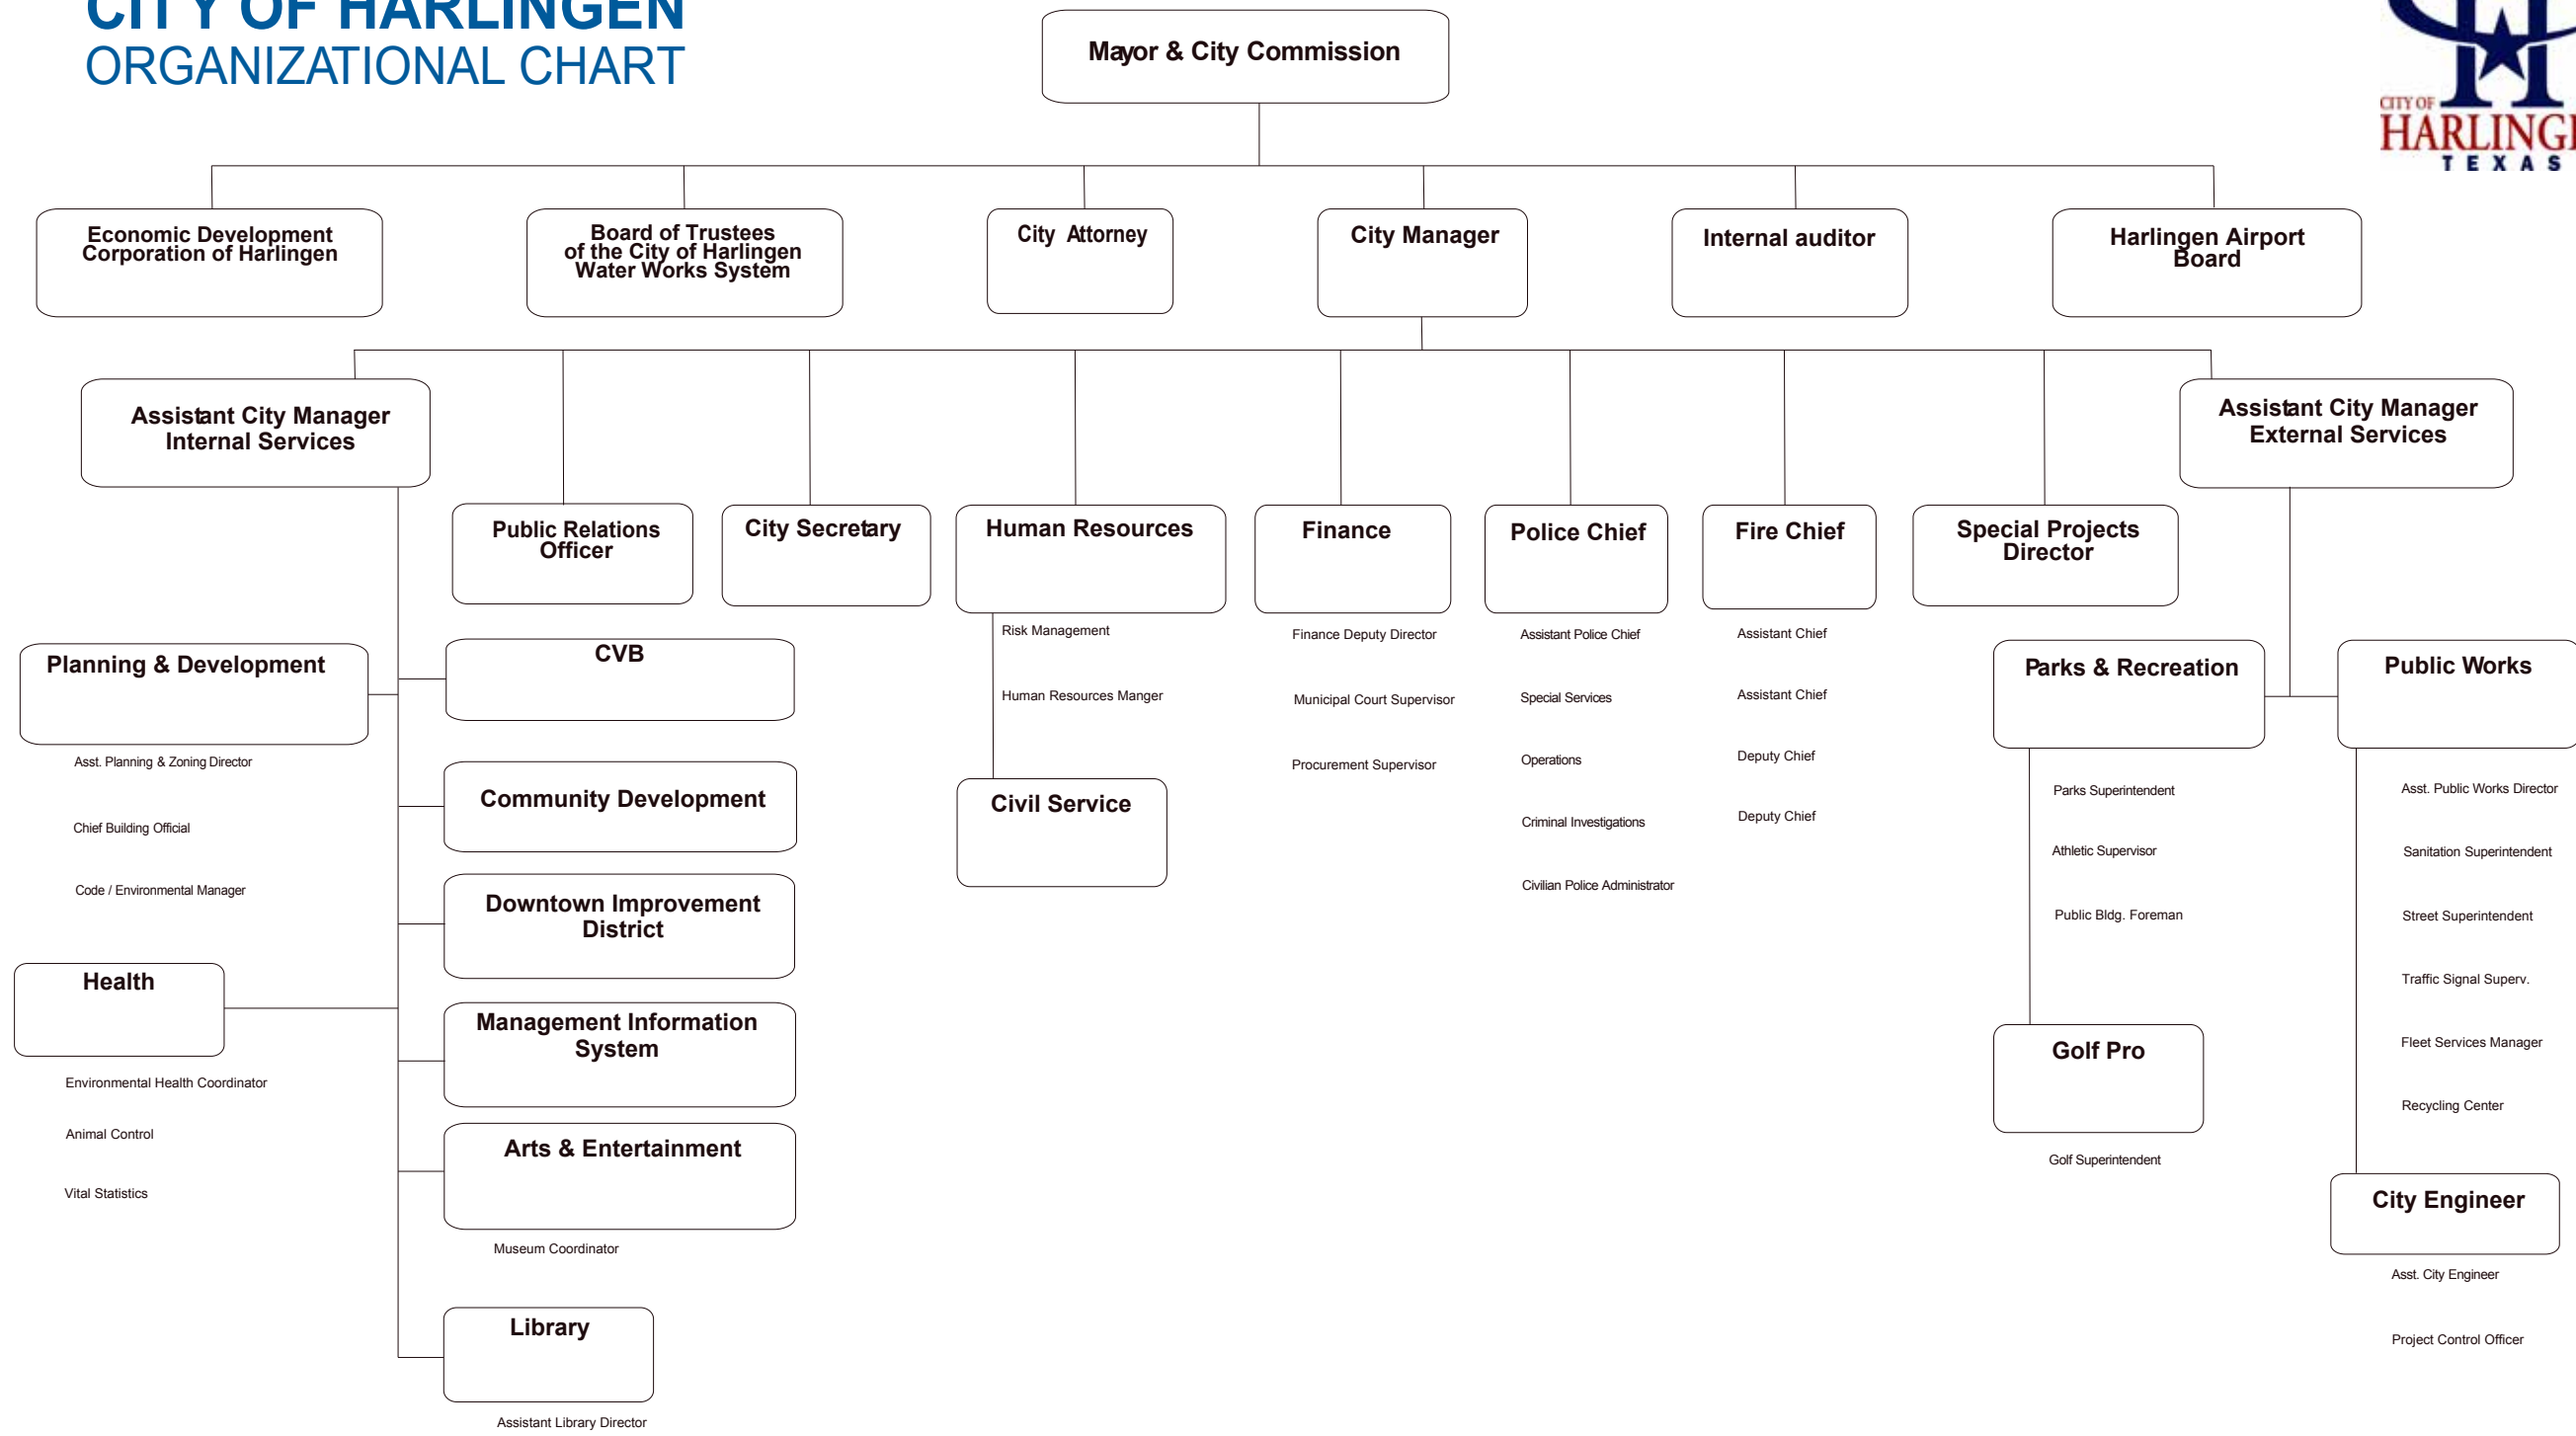 CITY OF HARLINGEN
ORGANIZATIONAL CHART
CITY OF
TEXAS
Mayor & City Commission
Economic Development
Corporation of Harlingen
Board of Trustees
of the City of Harlingen
Water Works System
City Attorney
City Manager
Internal auditor
Harlingen Airport
Board
Assistant City Manager
Internal Services
Assistant City Manager
External Services
Public Relations
Officer
City Secretary
Human Resources
Finance
Police Chief
Fire Chief
Special Projects
Director
Risk Management
Human Resources Manger
Civil Service
Finance Deputy Director
Municipal Court Supervisor
Procurement Supervisor
Assistant Police Chief
Special Services
Operations
Criminal Investigations
Civilian Police Administrator
Assistant Chief
Assistant Chief
Deputy Chief
Deputy Chief
Planning & Development
Asst. Planning & Zoning Director
Chief Building Official
Code / Environmental Manager
Health
Environmental Health Coordinator
Animal Control
Vital Statistics
CVB
Community Development
Downtown Improvement
District
Management Information
System
Arts & Entertainment
Museum Coordinator
Library
Assistant Library Director
Parks & Recreation
Parks Superintendent
Athletic Supervisor
Public Bldg. Foreman
Golf Pro
Golf Superintendent
Public Works
Asst. Public Works Director
Sanitation Superintendent
Street Superintendent
Traffic Signal Superv.
Fleet Services Manager
Recycling Center
City Engineer
Asst. City Engineer
Project Control Officer